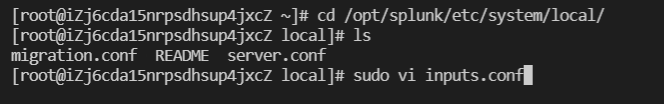 [root@iZj6cda15nrpsdhsup4jxcZ ~]# cd /opt/splunk/etc/system/local/
[root@iZj6cda15nrpsdhsup4jxcZ local]# ls
migration.conf  README  server.conf
[root@iZj6cda15nrpsdhsup4jxcZ local]# sudo vi inputs.conf